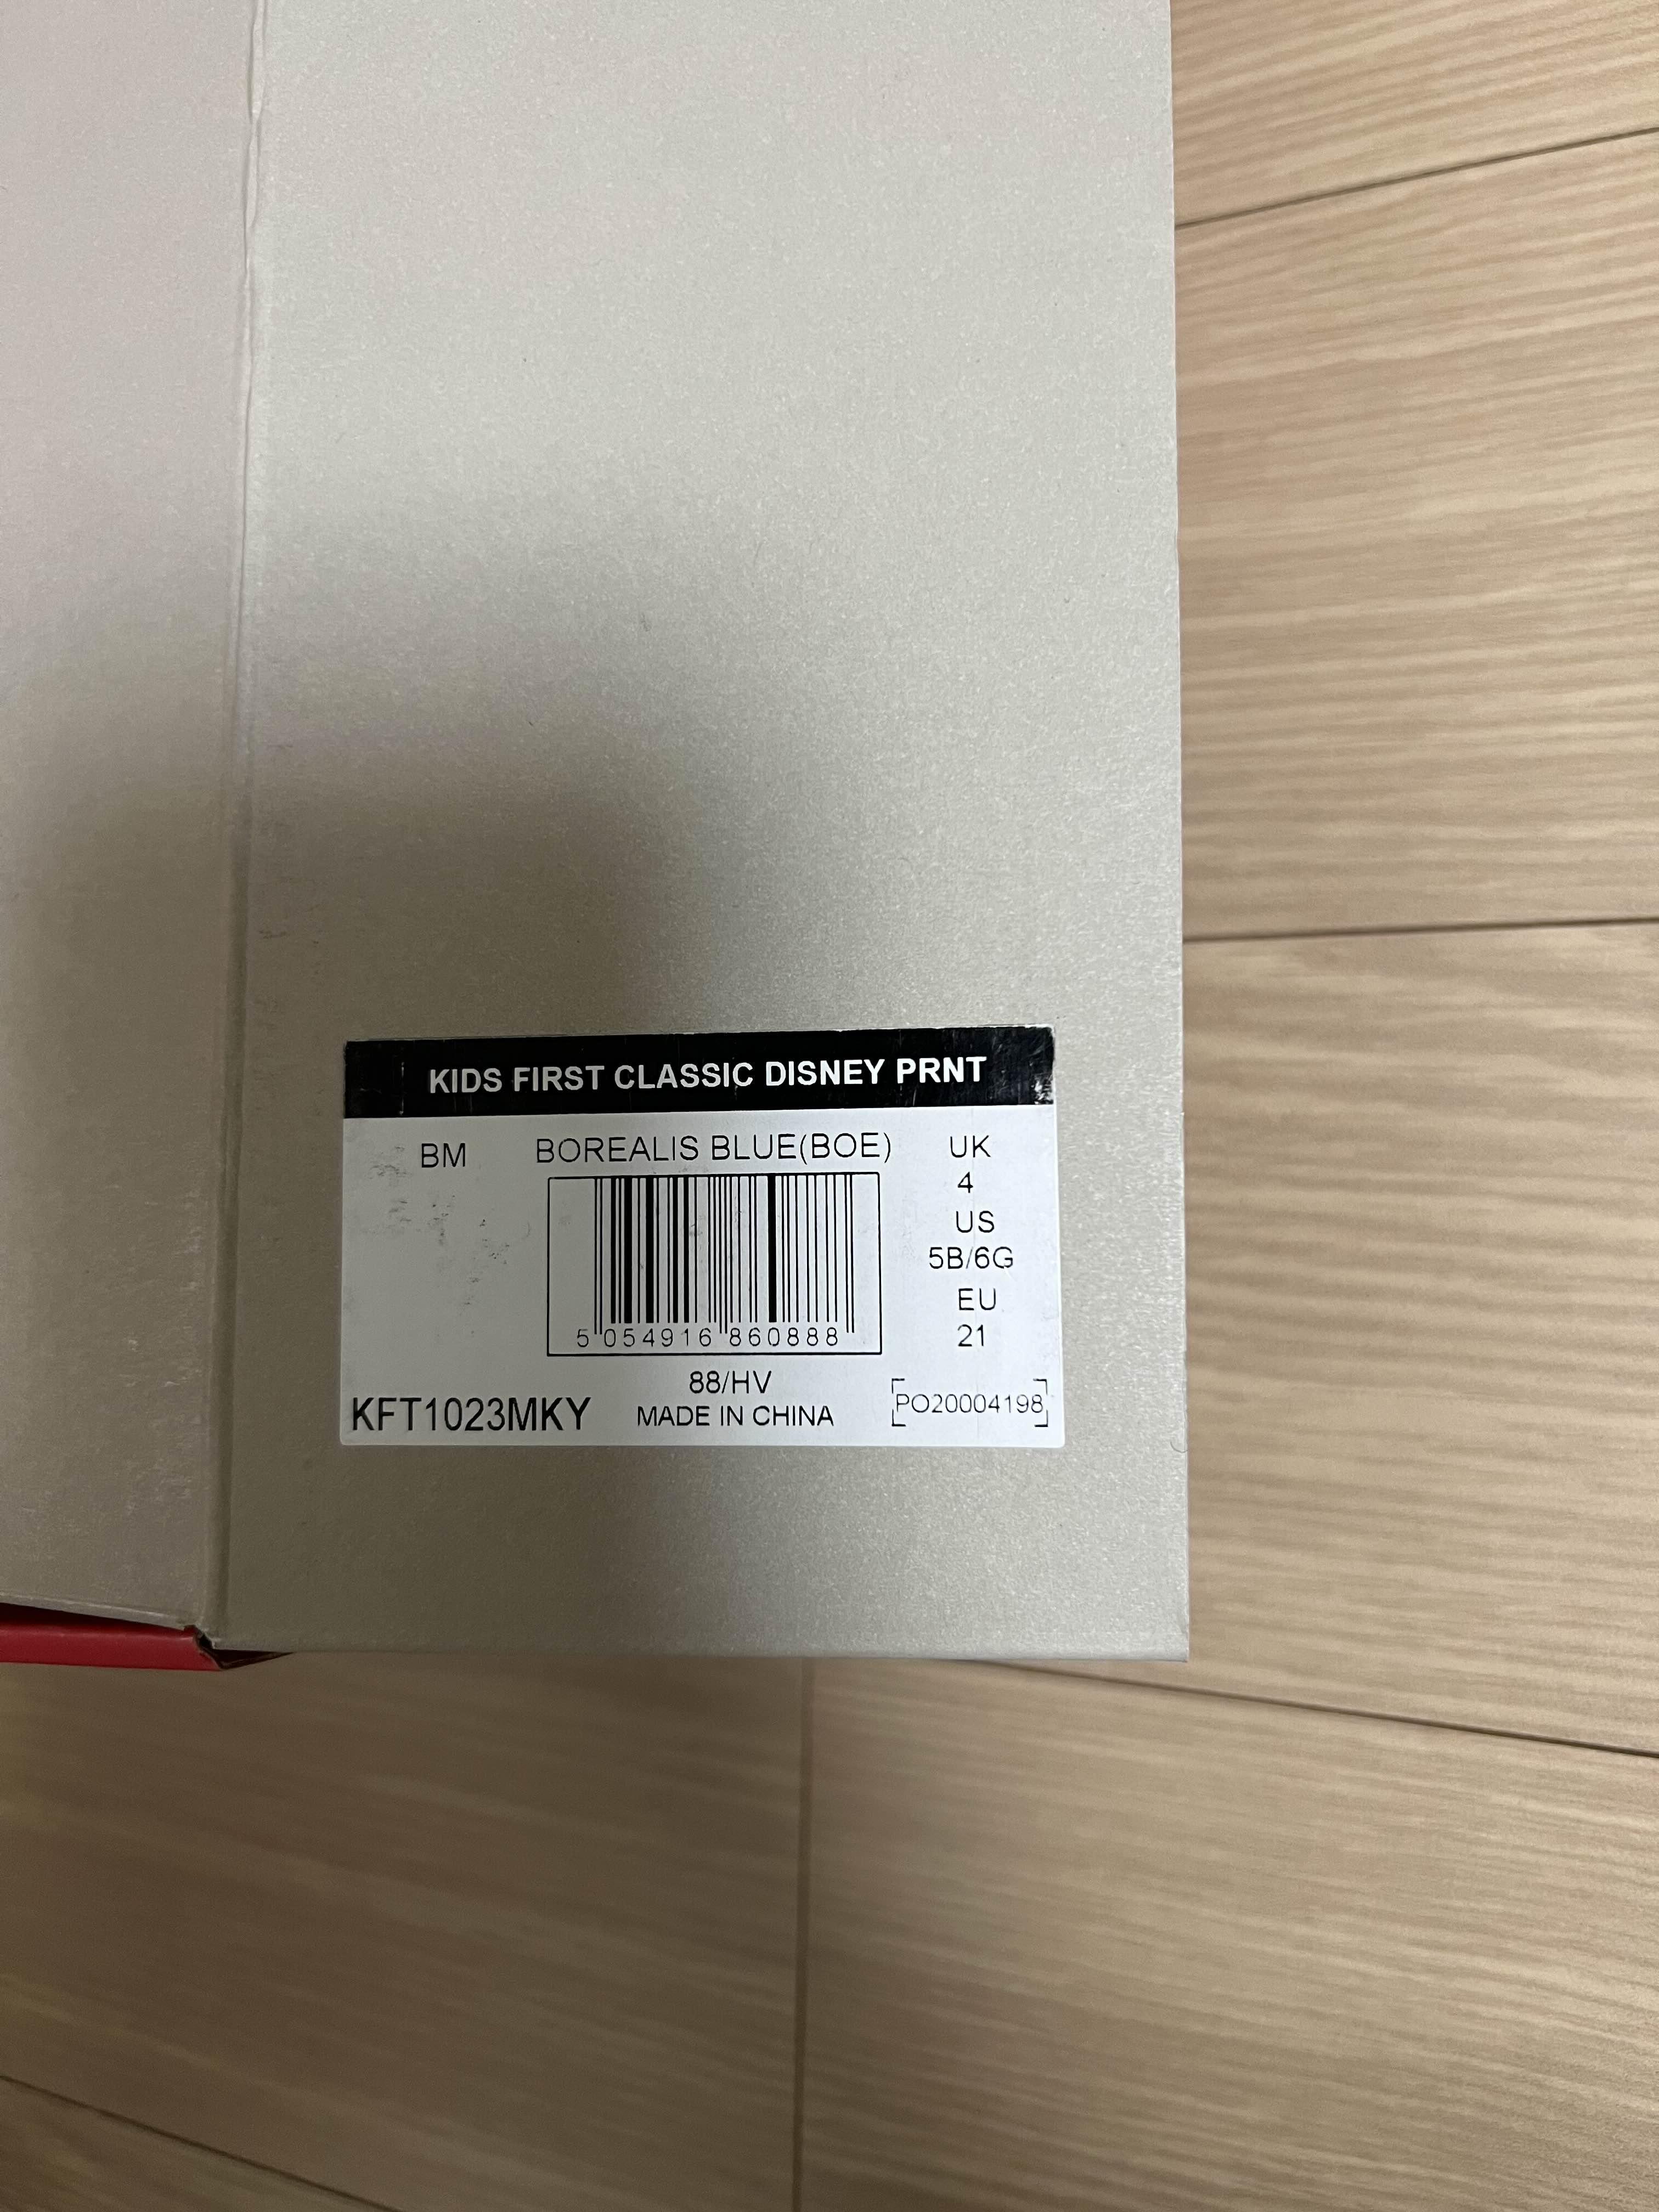 KIDS FIRST CLASSIC DISNEY PRNT
BM
BOREALIS BLUE(BOE)
UK
4
US
5B/6G
EU
21
5 054916 860888
88/HV
KFT1023MKY
MADE IN CHINA
PO20004198